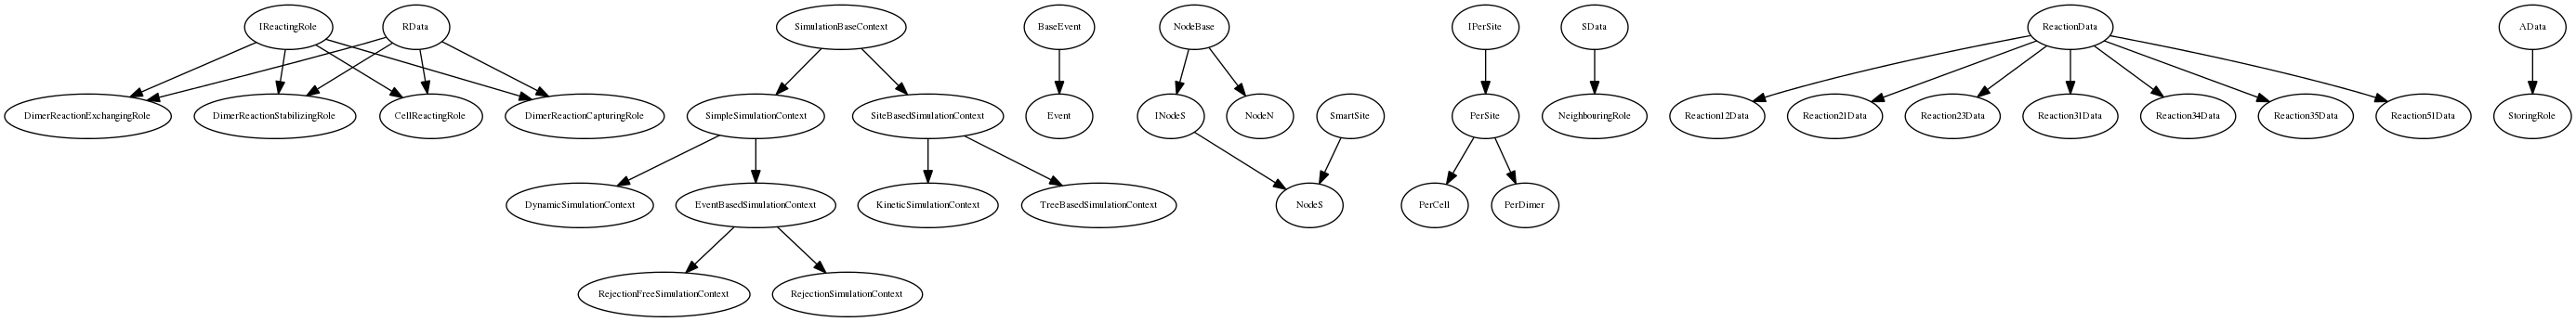 IReactingRole
RData
SimulationBaseContext
BaseEvent
NodeBase
IPerSite
SData
ReactionData
AData
DimerReactionExchangingRole
DimerReactionStabilizingRole
CellReactingRole
DimerReactionCapturingRole
SimpleSimulationContext
SiteBasedSimulationContext
Event
INodeS
NodeN
SmartSite
PerSite
NeighbouringRole
Reaction12Data
Reaction21Data
Reaction23Data
Reaction31Data
Reaction34Data
Reaction35Data
Reaction51Data
StoringRole
DynamicSimulationContext
EventBasedSimulationContext
KineticSimulationContext
TreeBasedSimulationContext
NodeS
PerCell
PerDimer
RejectionFreeSimulationContext
RejectionSimulationContext